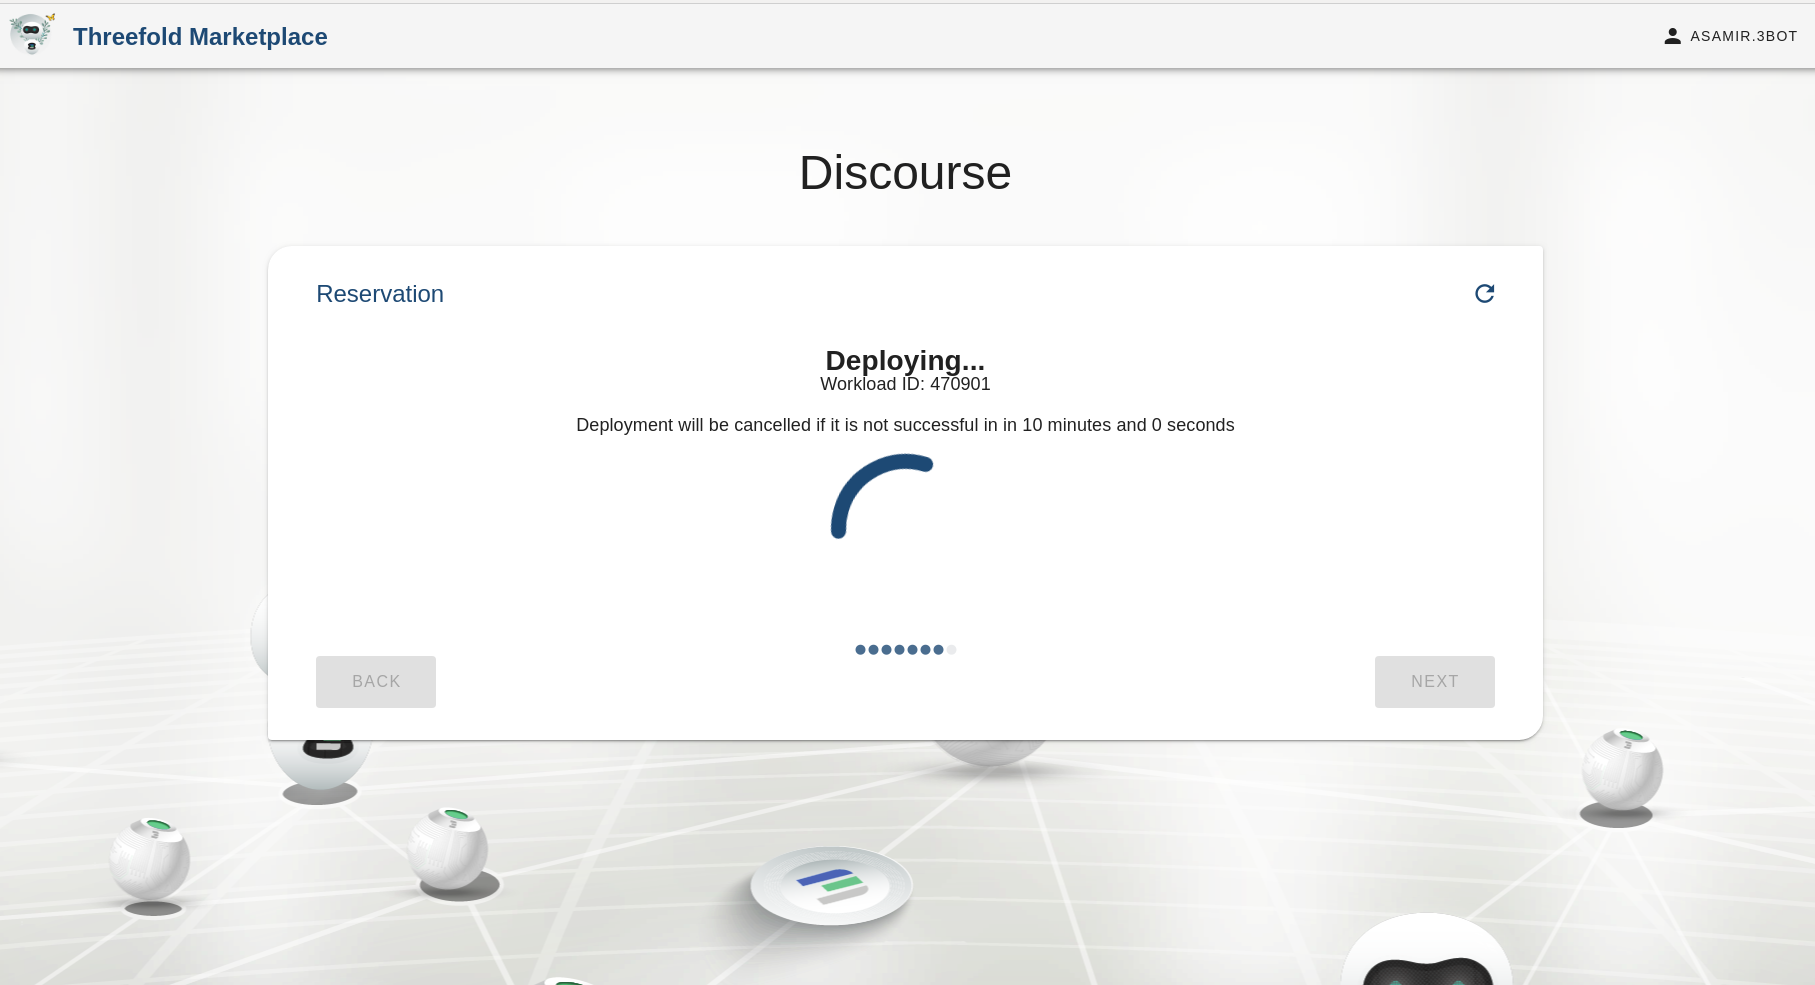 Threefold Marketplace
ASAMIR.3BOT
Discourse
Reservation
Deploying...
Workload ID: 470901
Deployment will be cancelled if it is not successful in in 10 minutes and 0 seconds
BACK
NEXT